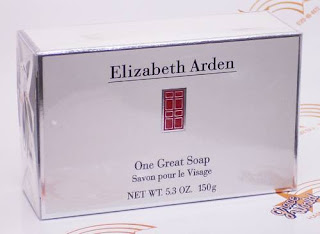 Elizabeth Arden
One Great Soap
Savon pour le Visage
NET WT. 5.3 OZ. 150g